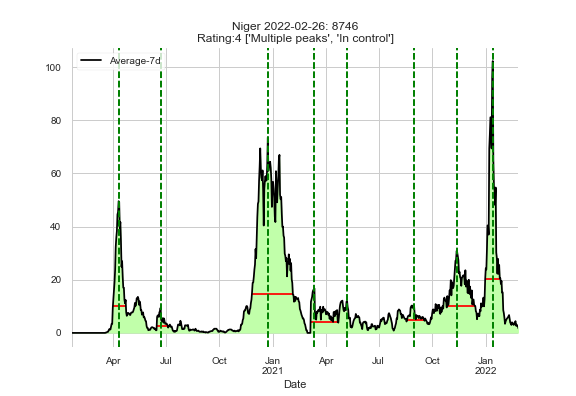 Niger 2022-02-26: 8746
Rating:4 ['Multiple peaks', 'In control']
Average-7d
100
80
60
40
20
0
Apr Jul Oct Jan Apr Jul Oct Jan
2021 2022
Date